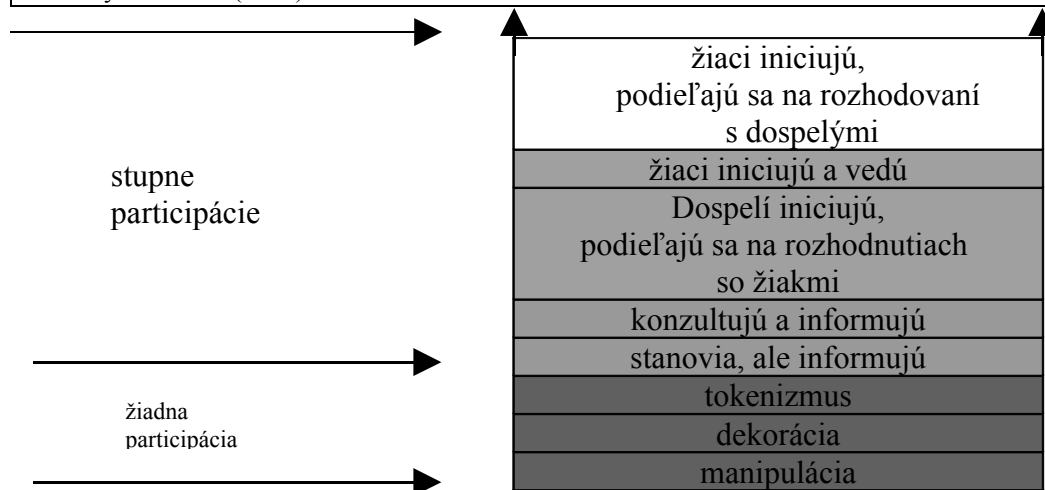 žiaci iniciujú,
podieľajú sa na rozhodovaní
s dospelými
žiaci iniciujú a vedú
Dospelí iniciujú,
podieľajú sa na rozhodnutiach
so žiakmi
konzultujú a informujú
stanovia, ale informujú
tokenizmus
dekorácia
manipulácia
stupne
participácie
žiadna
participácia